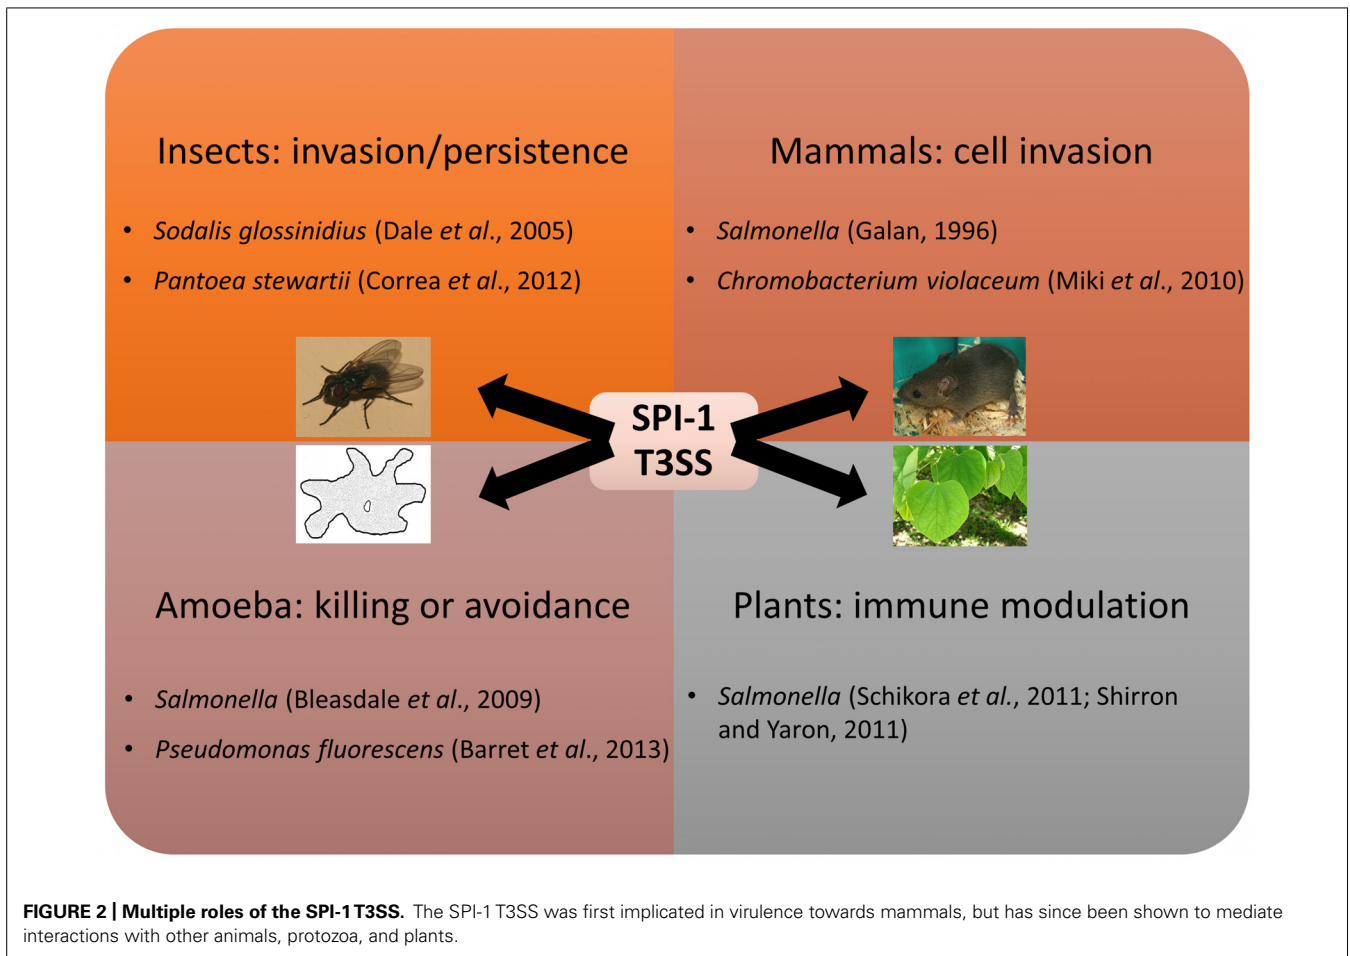 Insects: invasion/persistence
• Sodalis glossinidius (Dale et al., 2005)
• Pantoea stewartii (Correa et al., 2012)
Mammals: cell invasion
• Salmonella (Galan, 1996)
• Chromobacterium violaceum (Miki et al., 2010)
SPI-1
T3SS
Amoeba: killing or avoidance
• Salmonella (Bleasdale et al., 2009)
• Pseudomonas fluorescens (Barret et al., 2013)
Plants: immune modulation
• Salmonella (Schikora et al., 2011; Shirron
and Yaron, 2011)
FIGURE 2 | Multiple roles of the SPI-1 T3SS. The SPI-1 T3SS was first implicated in virulence towards mammals, but has since been shown to mediate
interactions with other animals, protozoa, and plants.